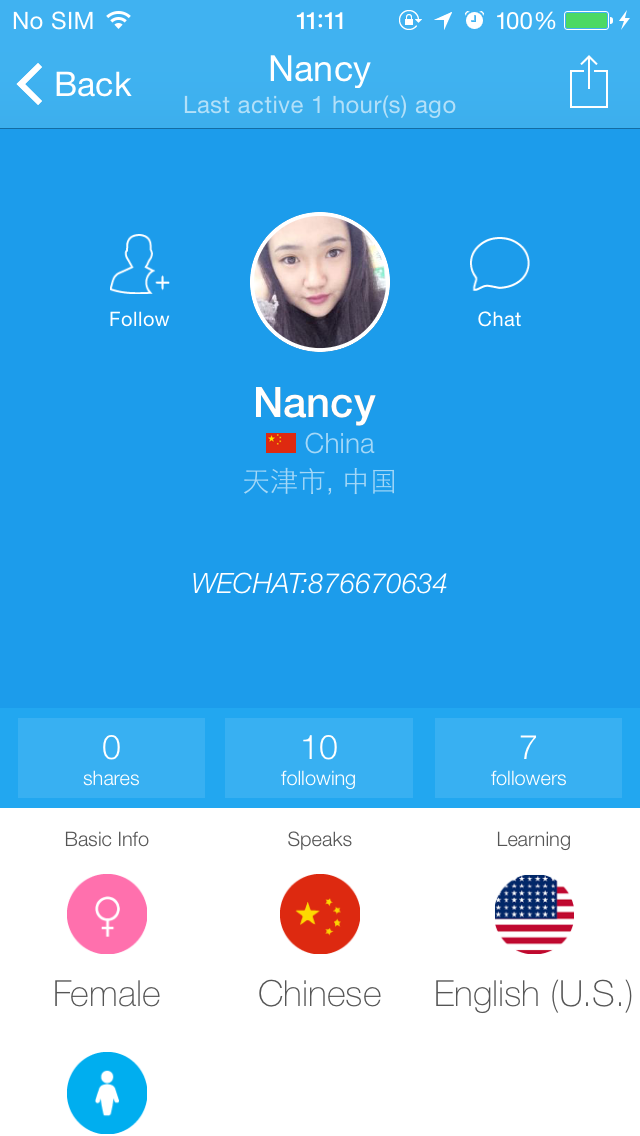 No SIM 11:11 100%
Back
Nancy
Last active 1 hour(s) ago
Follow
Chat
Nancy
China
天津市, 中国
WECHAT:876670634
0
shares
10
following
7
followers
Basic Info
Speaks
Learning
Female
Chinese
English (U.S.)